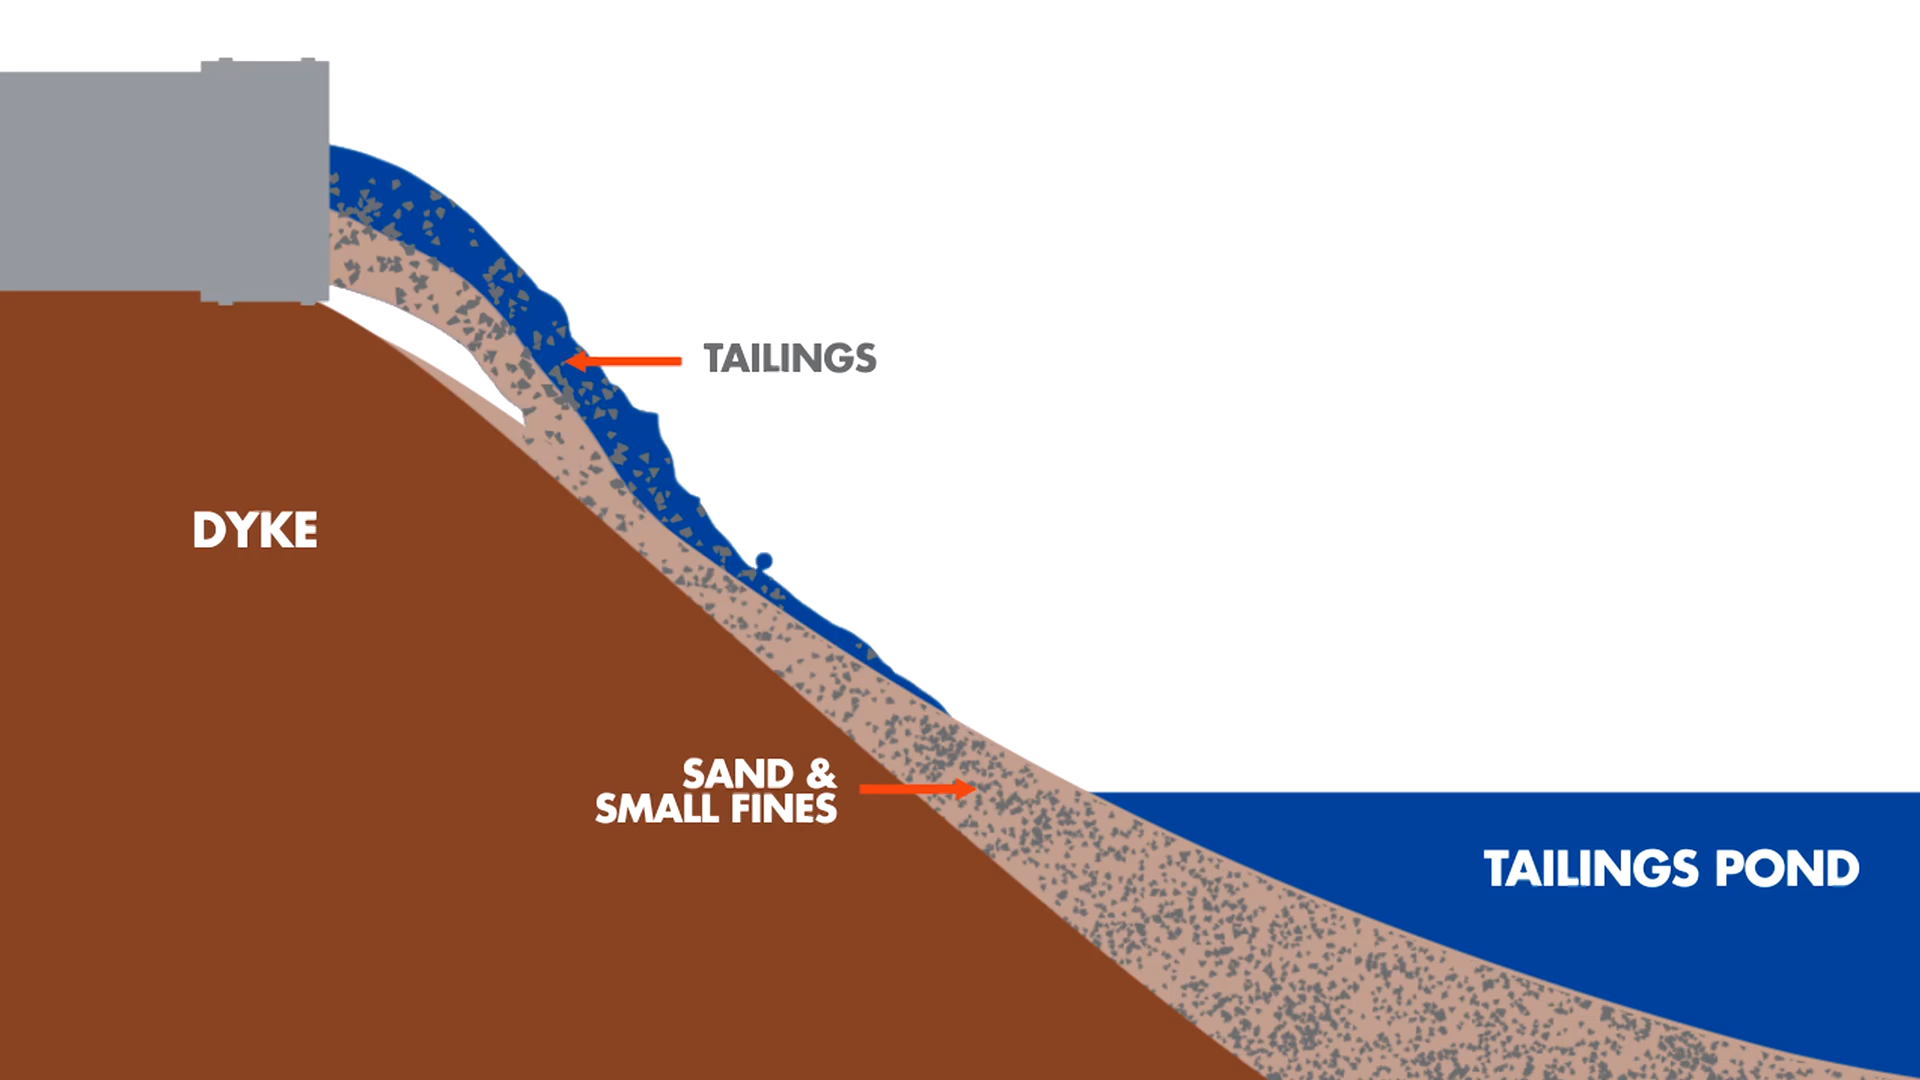 TAILINGS
DYKE
SAND &
SMALL FINES
TAILINGS POND